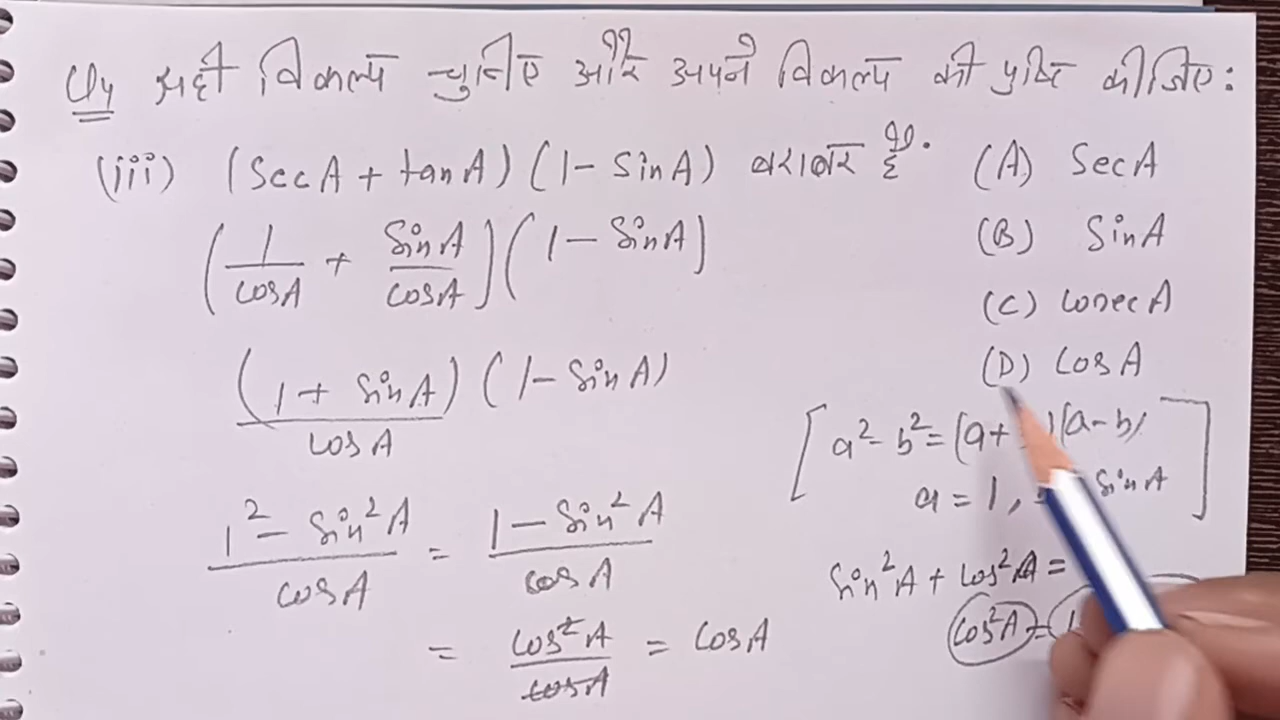 Q4 सही विकल्प चुनिए और अपने विकल्प की पुष्टि कीजिए:
(iii) (SecA + tanA) (1 - SinA) बराबर है.
(A) SecA
(B) SinA
(C) CosecA
(D) CosA
(1/cosA + SinA/cosA) (1 - SinA)
(1 + SinA) (1 - SinA)/cosA
1² - Sin²A/cosA = 1 - Sin²A/cosA
= Cos²A/cosA = CosA
[a² - b² = (a+ )(a-b)
a = 1, SinA]
Sin²A + Cos²A =
Cos²A = 1